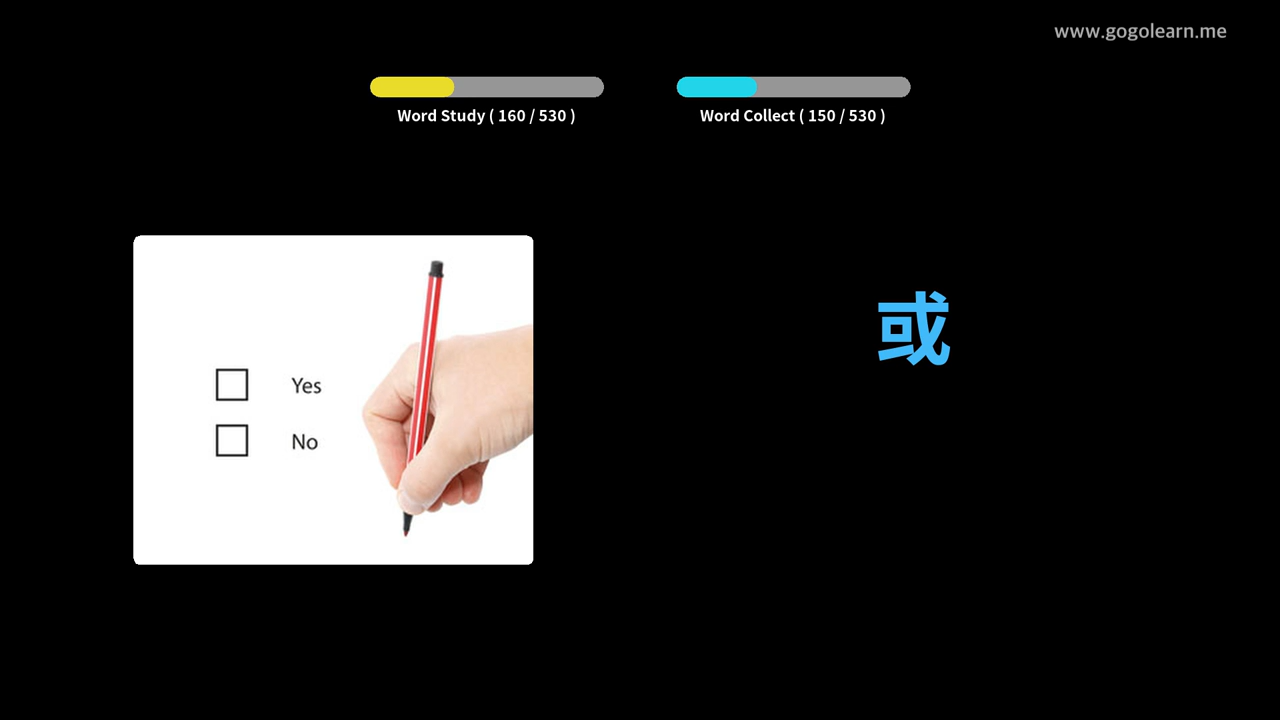 www.gogolearn.me
Word Study ( 160 / 530 )
Word Collect ( 150 / 530 )
或
Yes
No